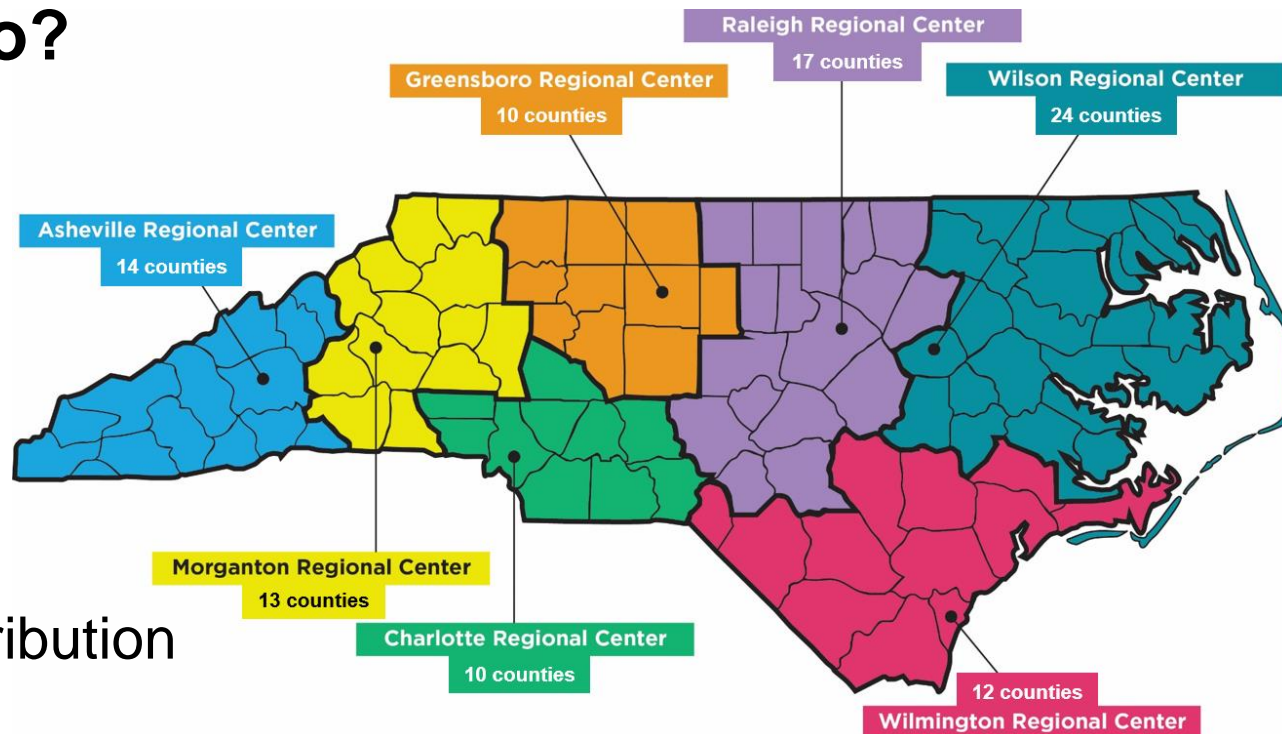 o?
Raleigh Regional Center
17 counties
Greensboro Regional Center
10 counties
Wilson Regional Center
24 counties
Asheville Regional Center
14 counties
Morganton Regional Center
13 counties
ribution
Charlotte Regional Center
10 counties
12 counties
Wilmington Regional Center